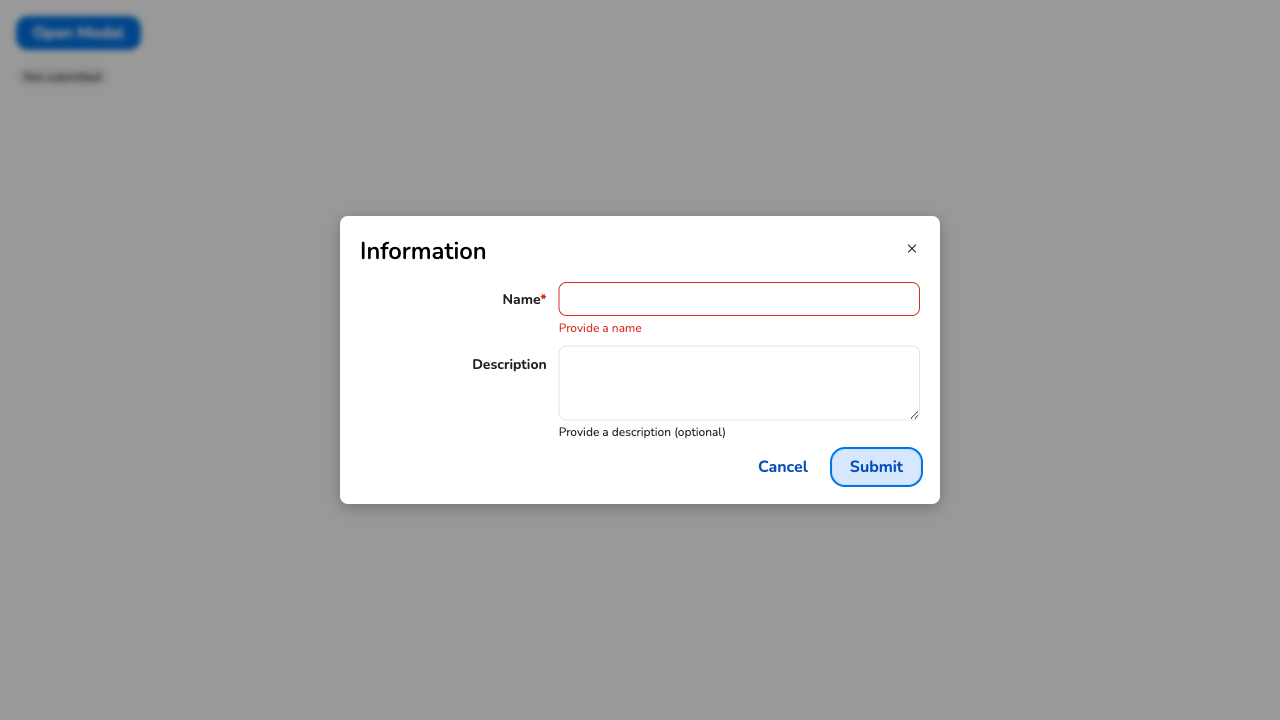 Open Modal
Not submitted
Information
×
Name*
Provide a name
Description
Provide a description (optional)
Cancel
Submit